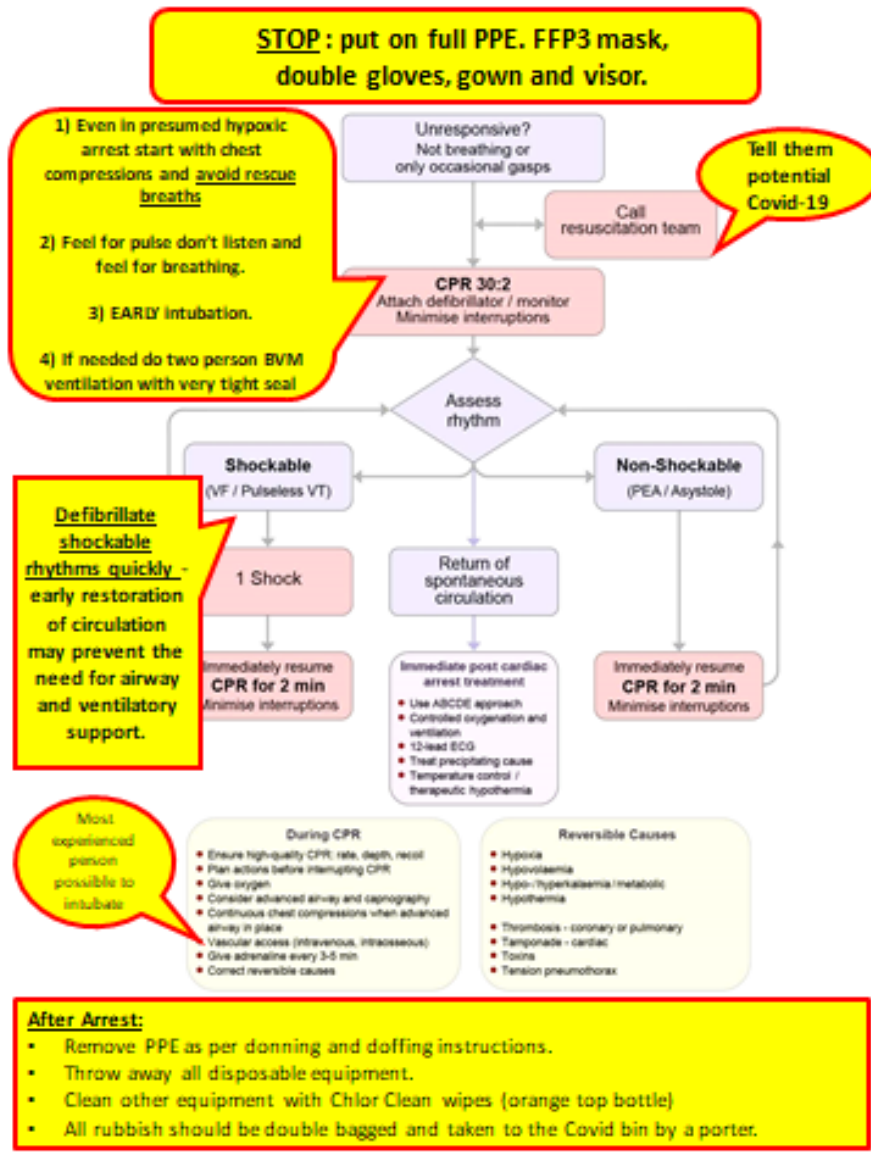 STOP : put on full PPE. FFP3 mask,
double gloves, gown and visor.
1) Even in presumed hypoxic
arrest start with chest
compressions and avoid rescue
breaths
2) Feel for pulse don't listen and
feel for breathing.
3) EARLY intubation.
4) If needed do two person BVM
ventilation with very tight seal
Unresponsive?
Not breathing or
only occasional gasps
Tell them
potential
Covid-19
Call
resuscitation team
CPR 30:2
Attach defibrillator / monitor
Minimise interruptions
Assess
rhythm
Shockable
(VF / Pulseless VT)
Non-Shockable
(PEA / Asystole)
Defibrillate
shockable
rhythms quickly -
early restoration
of circulation
may prevent the
need for airway
and ventilatory
support.
1 Shock
Return of
spontaneous
circulation
Immediately resume
CPR for 2 min
Minimise interruptions
Immediate post cardiac
arrest treatment
• Use ABCDE approach
• Controlled oxygenation and
ventilation
• 12-lead ECG
• Treat precipitating cause
• Temperature control /
therapeutic hypothermia
Immediately resume
CPR for 2 min
Minimise interruptions
Most
experienced
person
possible to
intubate
During CPR
• Ensure high-quality CPR: rate, depth, recoil
• Plan actions before interrupting CPR
• Give oxygen
• Consider advanced airway and capnography
• Continuous chest compressions when advanced
airway in place
• Vascular access (intravenous, intraosseous)
• Give adrenaline every 3-5 min
• Correct reversible causes
Reversible Causes
• Hypoxia
• Hypovolaemia
• Hypo-/hyperkalaemia/metabolic
• Hypothermia
• Thrombosis - coronary or pulmonary
• Tamponade - cardiac
• Toxins
• Tension pneumothorax
After Arrest:
▪ Remove PPE as per donning and doffing instructions.
▪ Throw away all disposable equipment.
▪ Clean other equipment with Chlor Clean wipes (orange top bottle)
▪ All rubbish should be double bagged and taken to the Covid bin by a porter.